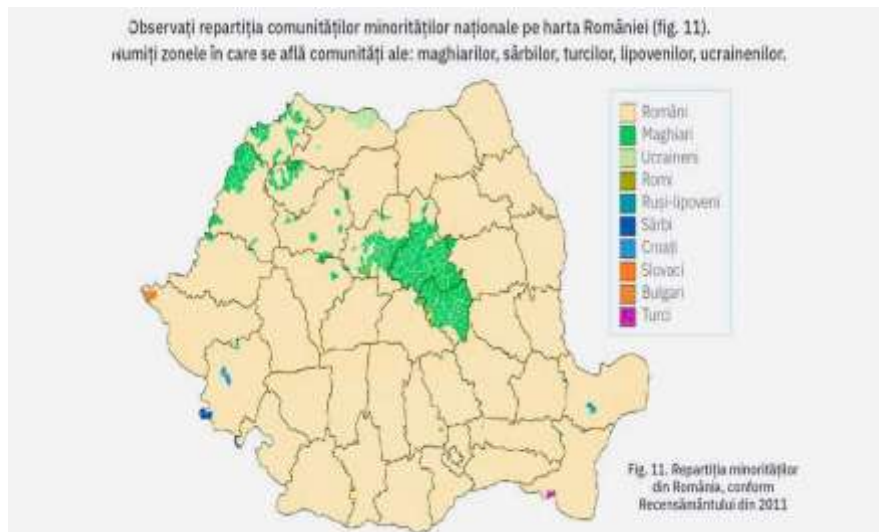 Observați repartiția comunităților minorităților naționale pe harta României (fig. 11).
Numiți zonele în care se află comunități ale: maghiarilor, sârbilor, turcilor, lipovenilor, ucrainenilor.
Români
Maghiari
Ucraineni
Romi
Ruși-lipoveni
Sârbi
Croați
Slovaci
Bulgari
Turci
Fig. 11. Repartiția minorităților
din România, conform
Recensământului din 2011